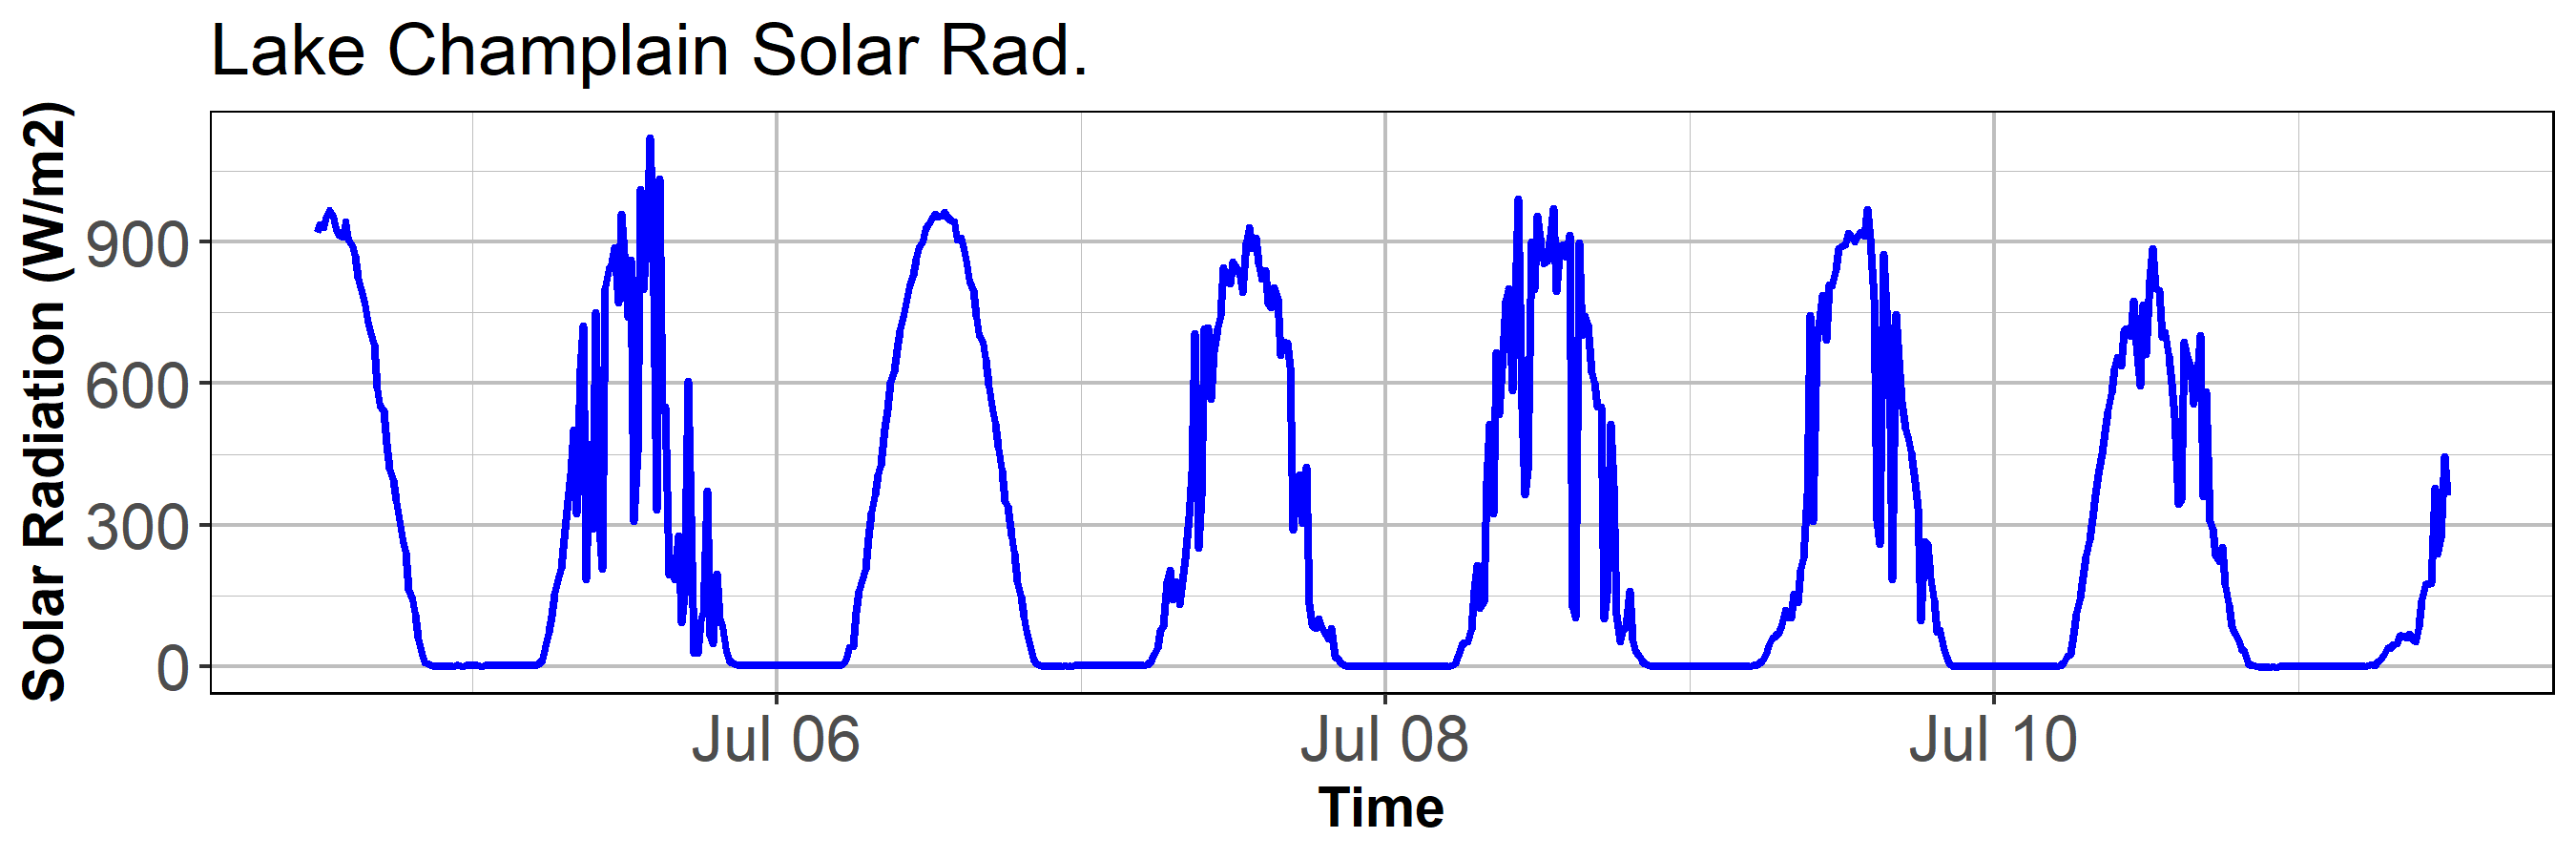 Lake Champlain Solar Rad.
Solar Radiation (W/m2)
900
600
300
0
Jul 06 Jul 08 Jul 10
Time